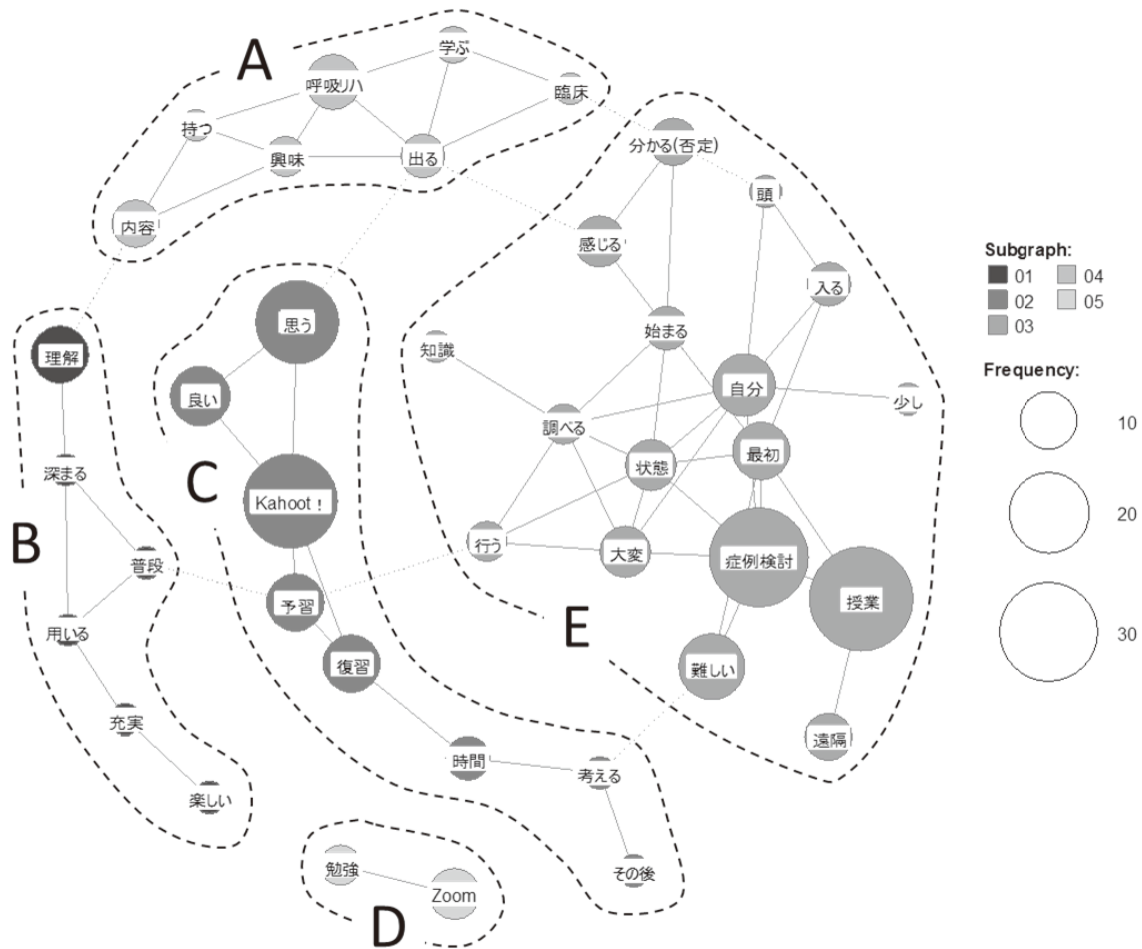 A
学ぶ
呼吸リハ
臨床
持つ
興味
出る
内容
分かる(否定)
頭
感じる
入る
始まる
知識
自分
少し
調べる
状態
最初
行う
大変
症例検討
授業
E
難しい
遠隔
思う
良い
C
Kahoot！
予習
復習
時間
考える
その後
理解
深まる
B
普段
用いる
充実
楽しい
勉強
Zoom
D
Subgraph:
01 04
02 05
03
Frequency:
10
20
30